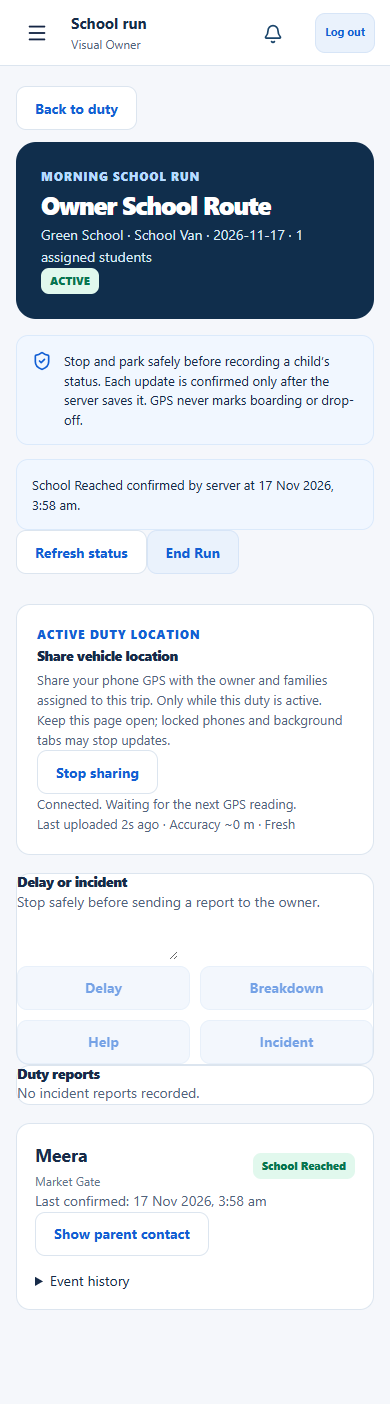 School run
Visual Owner
Log out
Back to duty
MORNING SCHOOL RUN
Owner School Route
Green School · School Van · 2026-11-17 · 1
assigned students
ACTIVE
Stop and park safely before recording a child's
status. Each update is confirmed only after the
server saves it. GPS never marks boarding or drop-
off.
School Reached confirmed by server at 17 Nov 2026,
3:58 am.
Refresh status
End Run
ACTIVE DUTY LOCATION
Share vehicle location
Share your phone GPS with the owner and families
assigned to this trip. Only while this duty is active.
Keep this page open; locked phones and background
tabs may stop updates.
Stop sharing
Connected. Waiting for the next GPS reading.
Last uploaded 2s ago · Accuracy ~0 m · Fresh
Delay or incident
Stop safely before sending a report to the owner.
Delay
Breakdown
Help
Incident
Duty reports
No incident reports recorded.
Meera
School Reached
Market Gate
Last confirmed: 17 Nov 2026, 3:58 am
Show parent contact
Event history